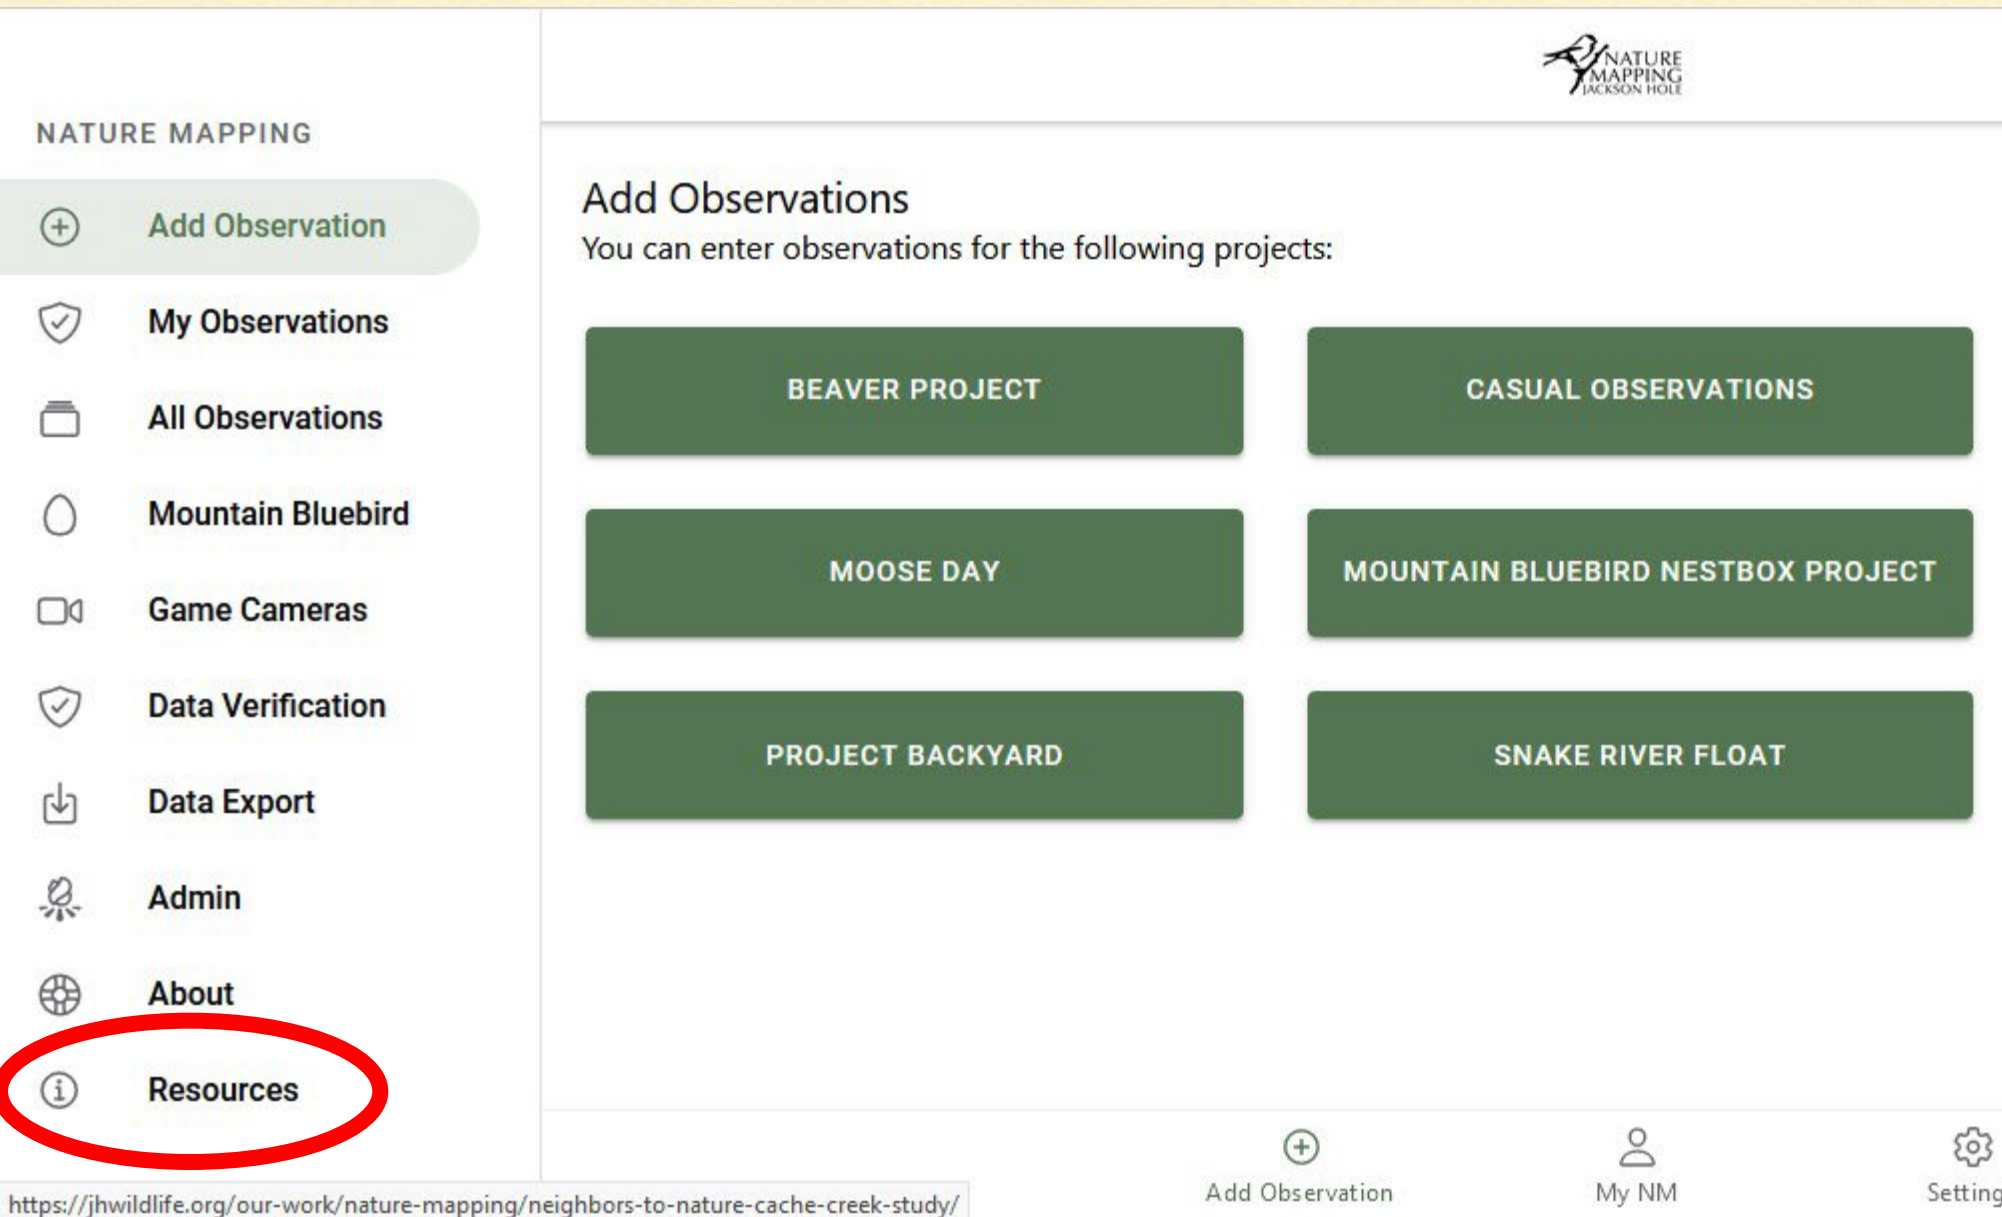 NATURE
MAPPING
JACKSON HOLE
NATURE MAPPING
Add Observation
My Observations
All Observations
Mountain Bluebird
Game Cameras
Data Verification
Data Export
Admin
About
Resources
Add Observations
You can enter observations for the following projects:
BEAVER PROJECT
CASUAL OBSERVATIONS
MOOSE DAY
MOUNTAIN BLUEBIRD NESTBOX PROJECT
PROJECT BACKYARD
SNAKE RIVER FLOAT
Add Observation
My NM
Setting
https://jhwildlife.org/our-work/nature-mapping/neighbors-to-nature-cache-creek-study/